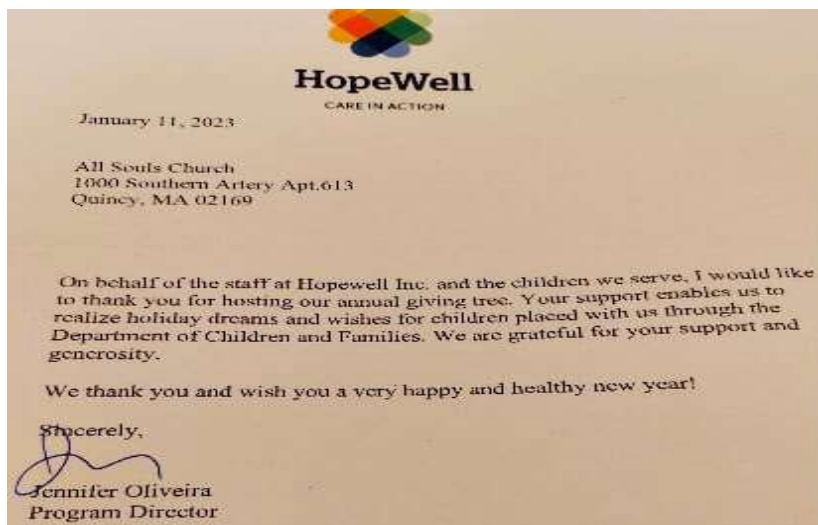 HopeWell
CARE IN ACTION
January 11, 2023
All Souls Church
1000 Southern Artery Apt.613
Quincy, MA 02169
On behalf of the staff at Hopewell Inc. and the children we serve, I would like
to thank you for hosting our annual giving tree. Your support enables us to
realize holiday dreams and wishes for children placed with us through the
Department of Children and Families. We are grateful for your support and
generosity.
We thank you and wish you a very happy and healthy new year!
Sincerely,
Jennifer Oliveira
Program Director